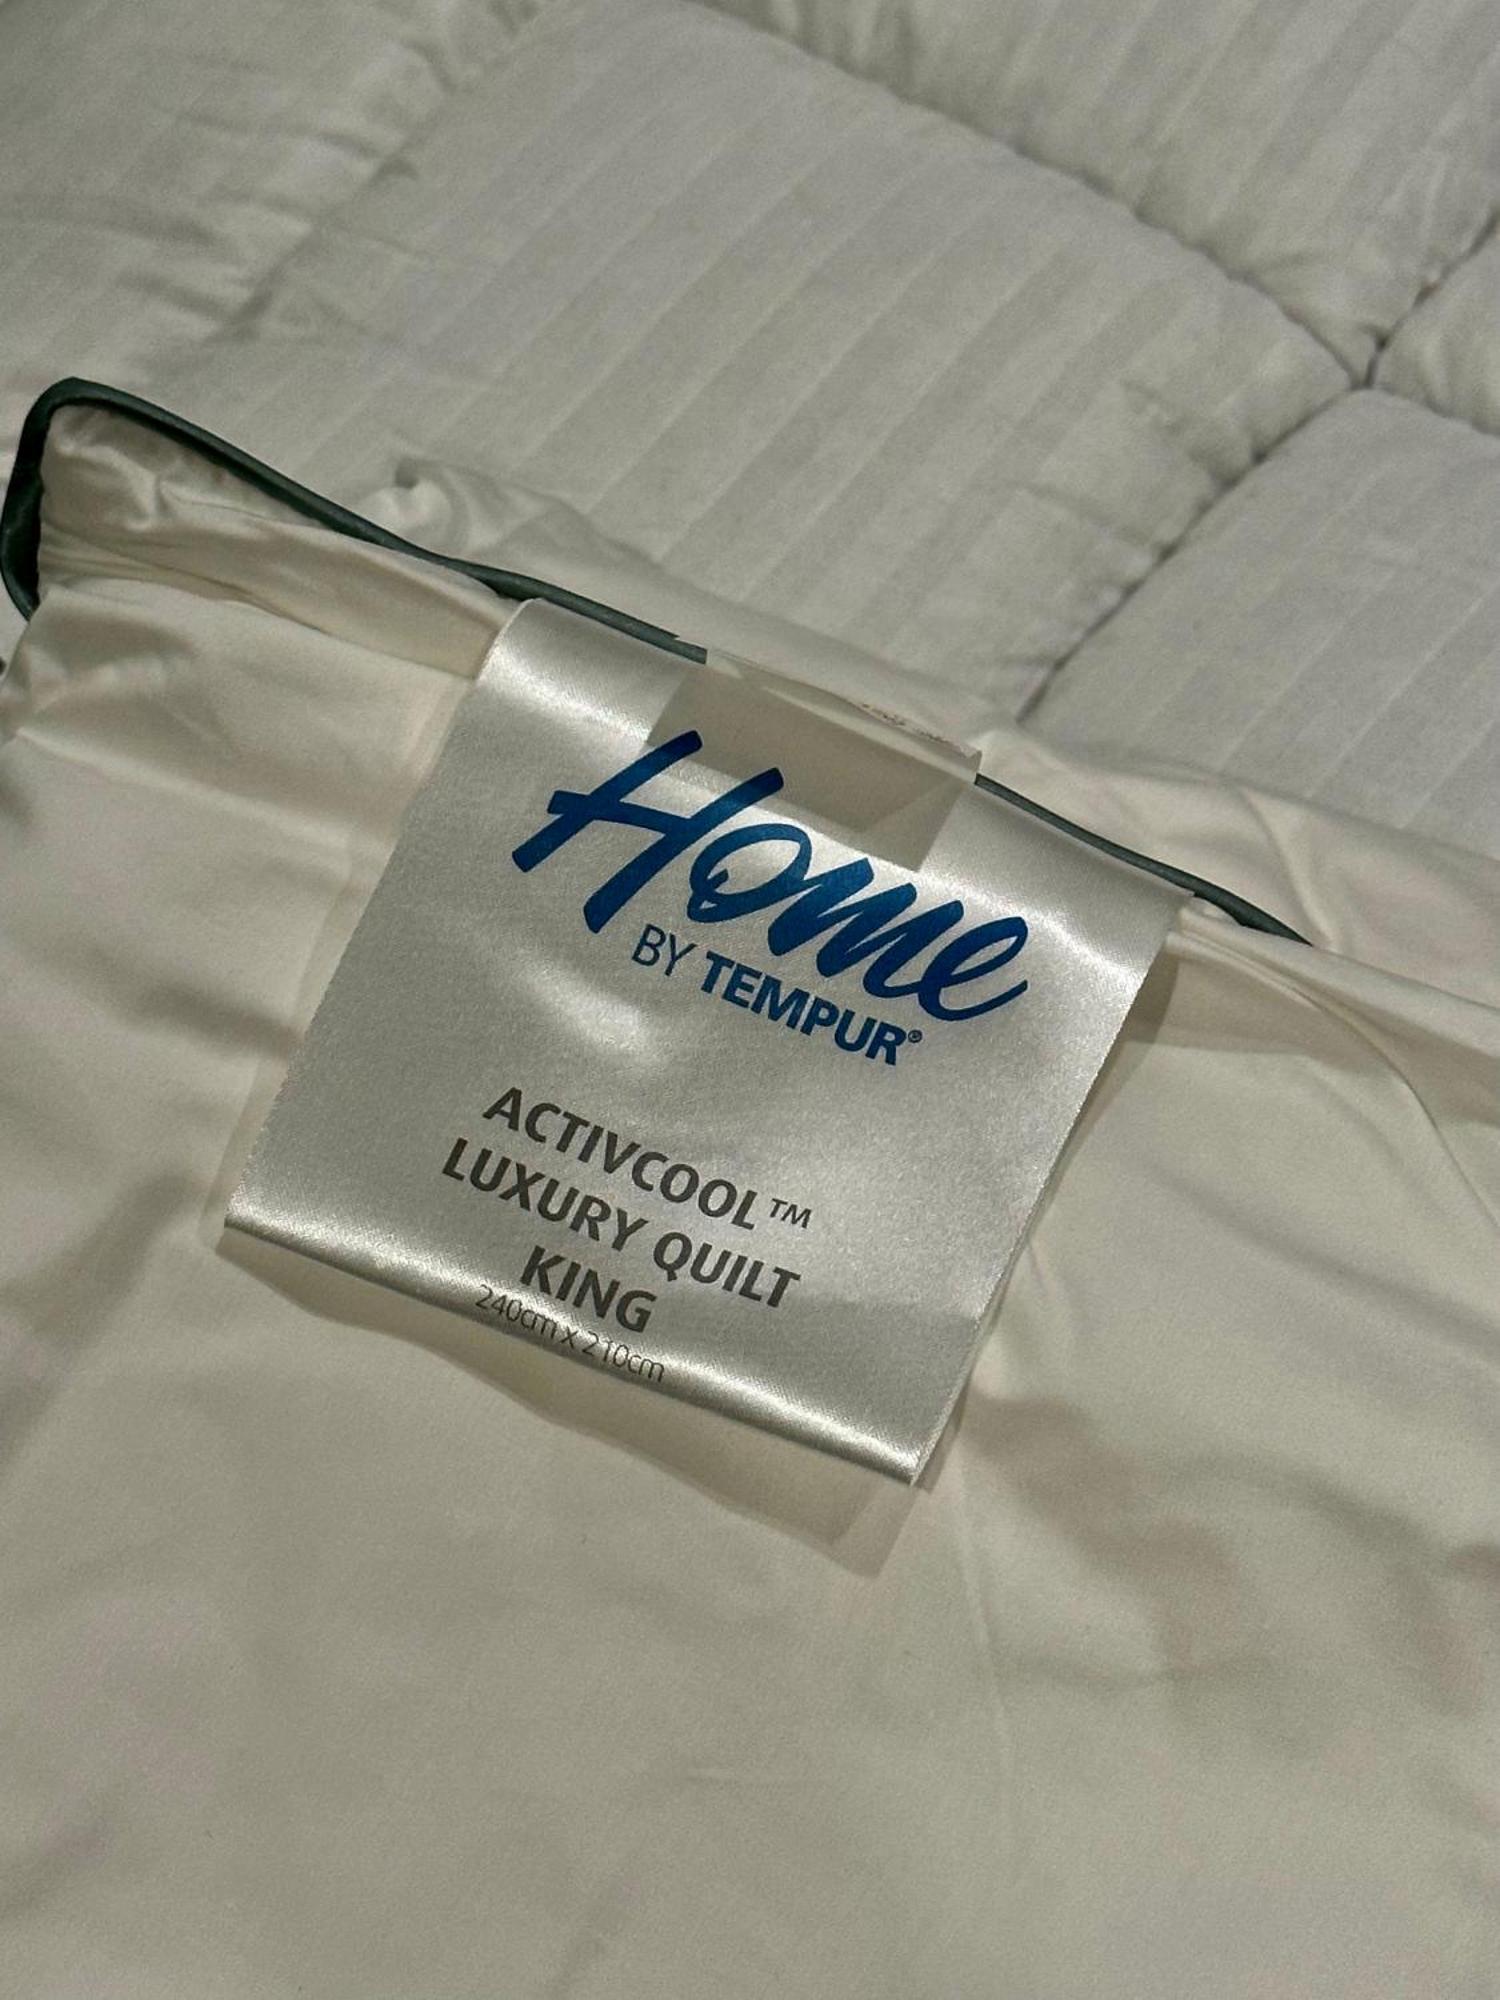 Home
BY TEMPUR®
ACTIVCOOL™
LUXURY QUILT
KING
240cm x 210cm